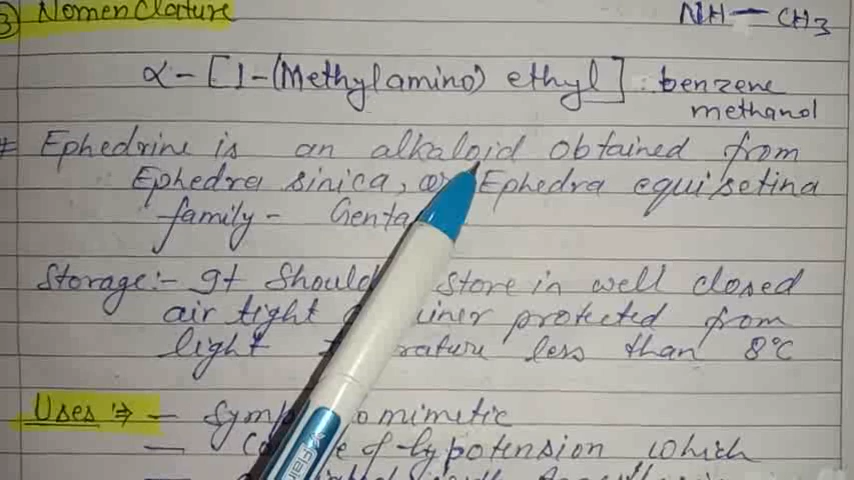 3 Nomenclature
NH — CH3
α - [1-(Methylamino) ethyl] benzene
methanol
Ephedrine is an alkaloid obtained from
Ephedra sinica, or Ephedra equisetina
family - Genta
Storage:- It should store in well closed
air tight protected from
light less than 8°C
Uses ⇒ -
- of hypotension which
Flair